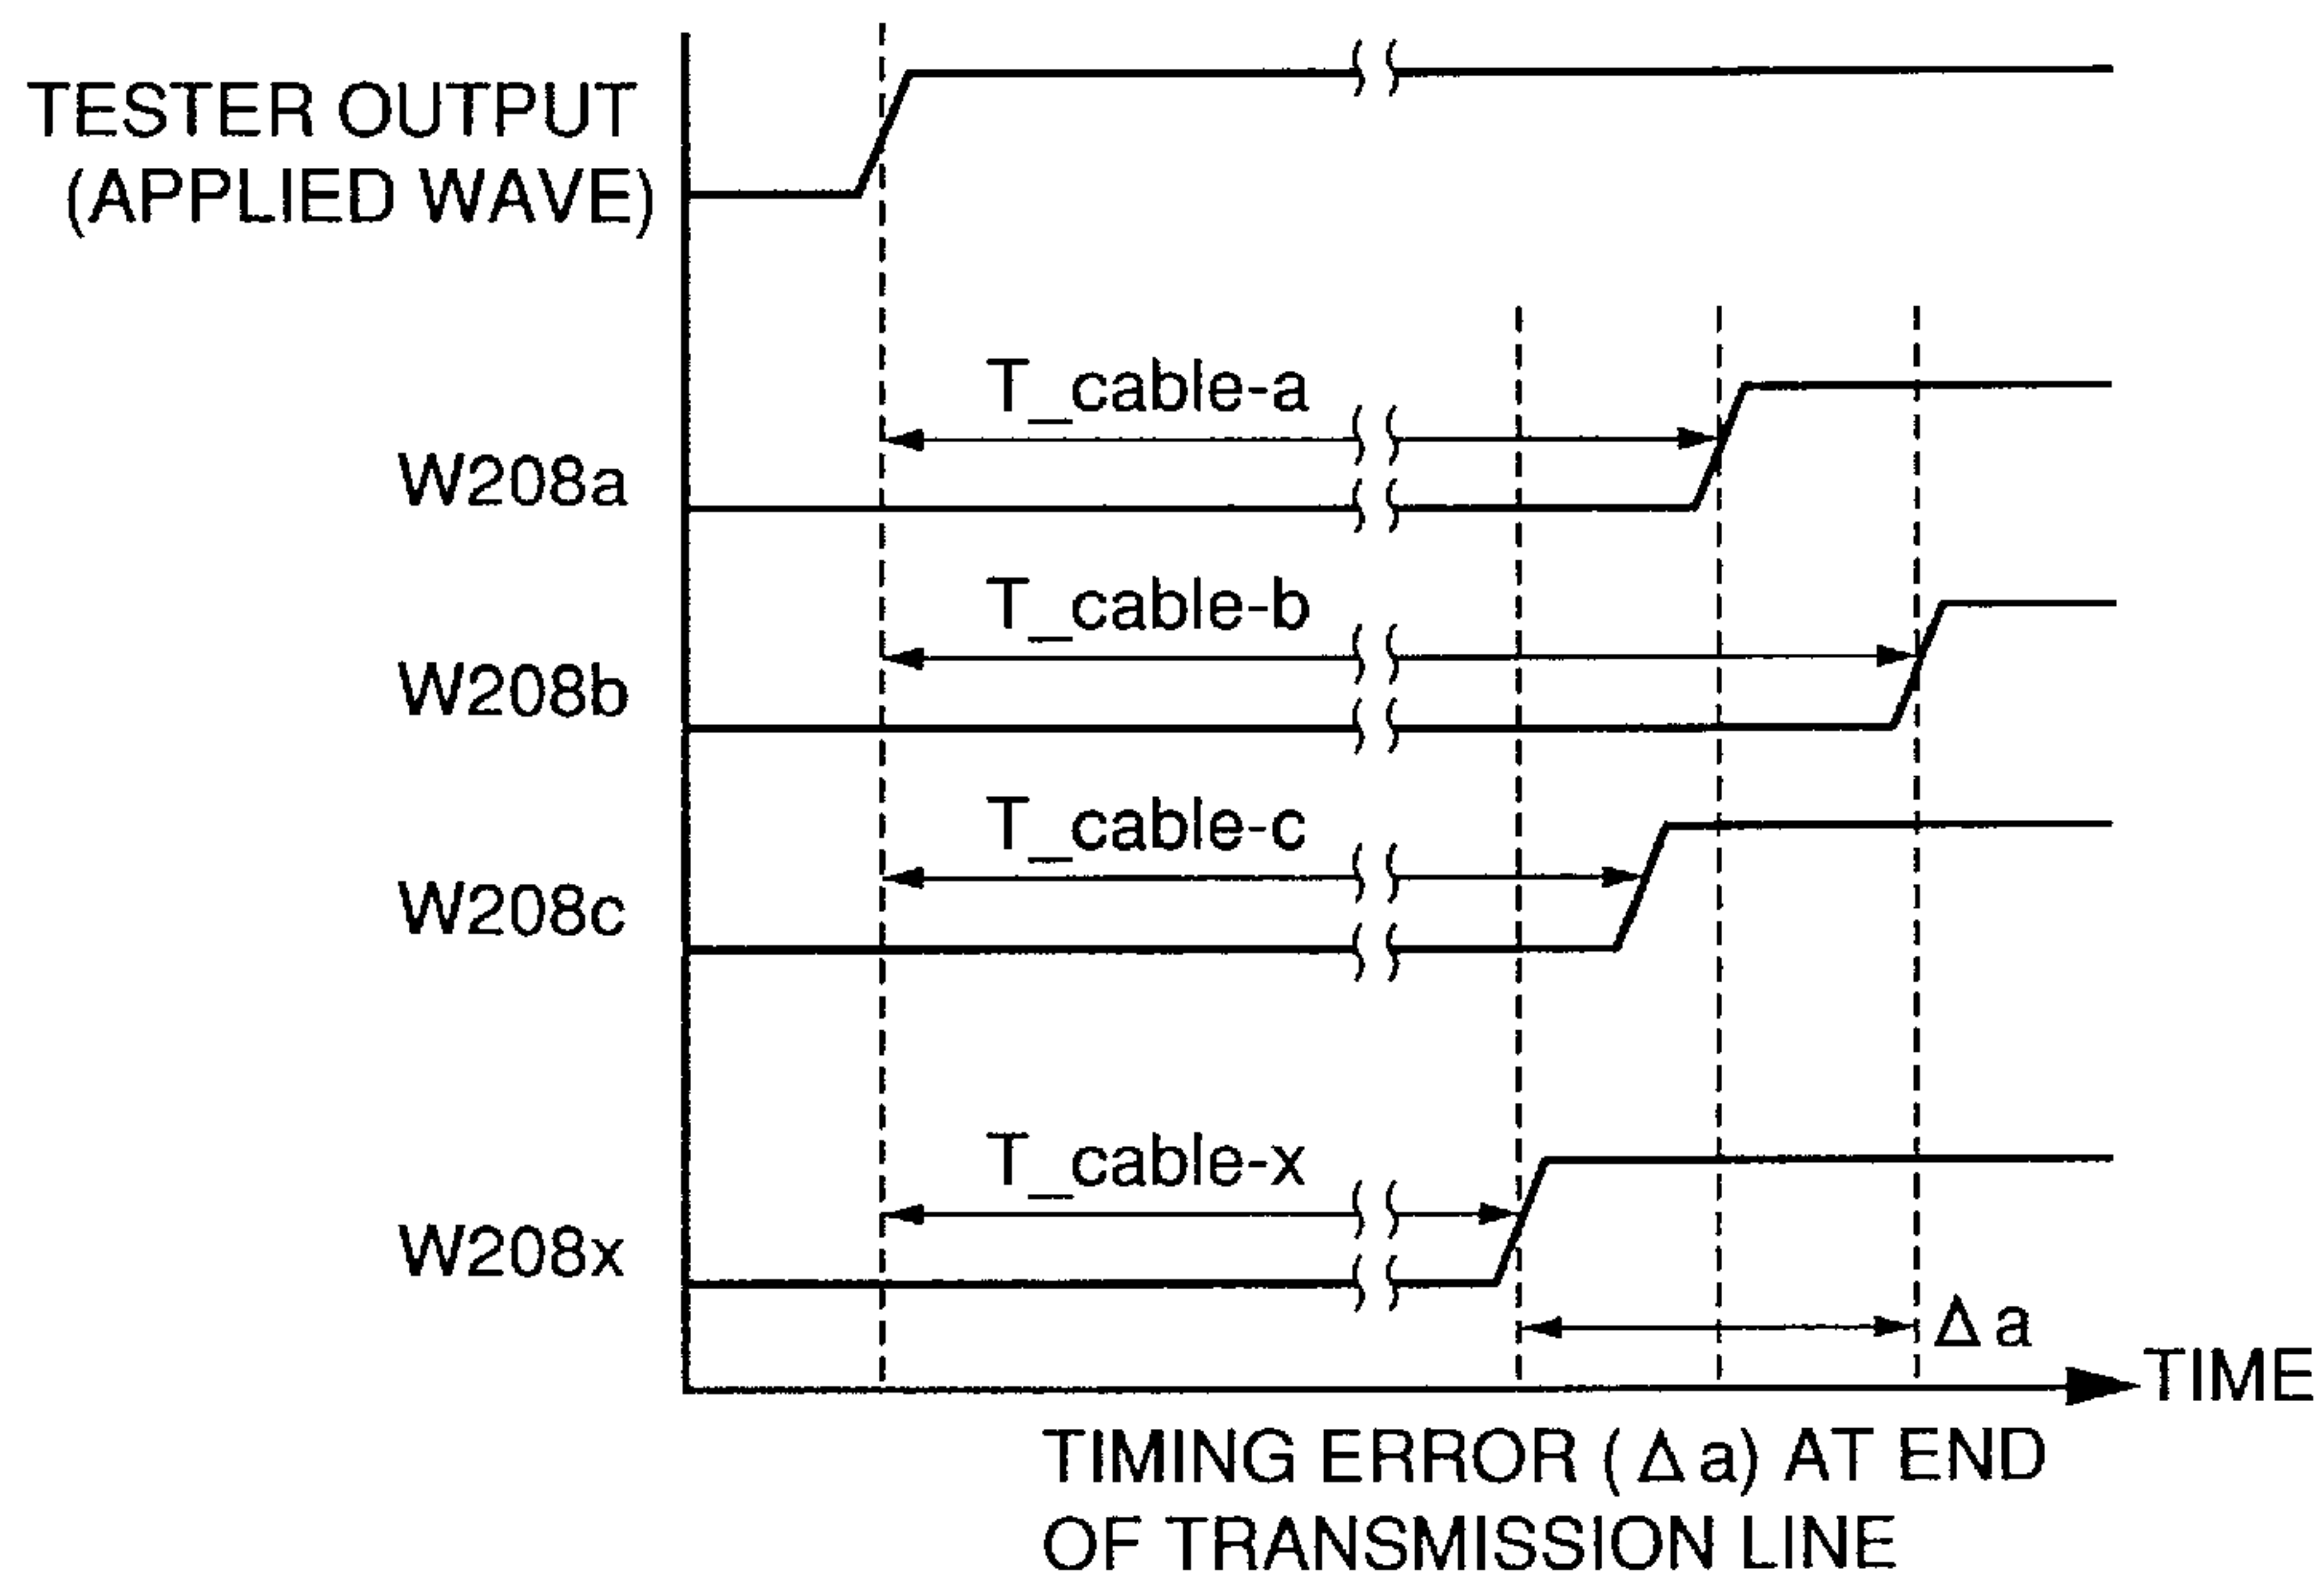 TESTER OUTPUT
(APPLIED WAVE)
T_cable-a
W208a
T_cable-b
W208b
T_cable-c
W208c
T_cable-x
W208x
Δa
TIME
TIMING ERROR (Δa) AT END
OF TRANSMISSION LINE